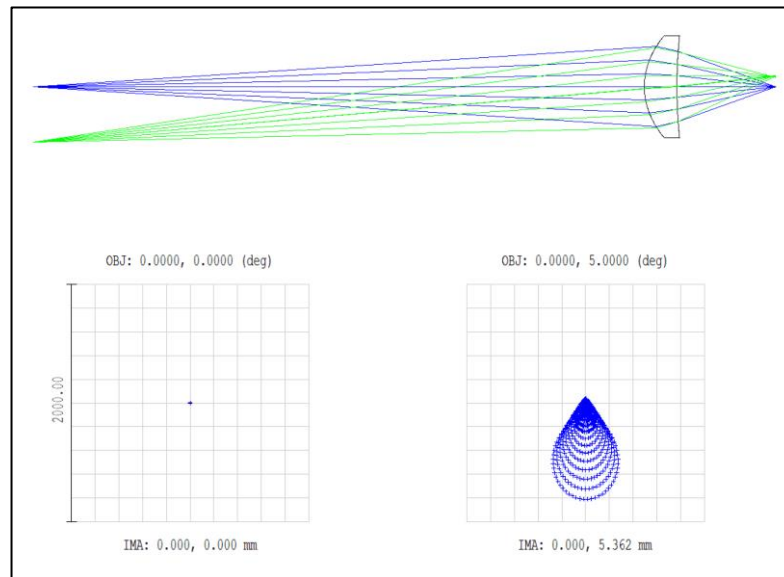 OBJ: 0.0000, 0.0000 (deg)
OBJ: 0.0000, 5.0000 (deg)
2000.00
IMA: 0.000, 0.000 mm
IMA: 0.000, 5.362 mm